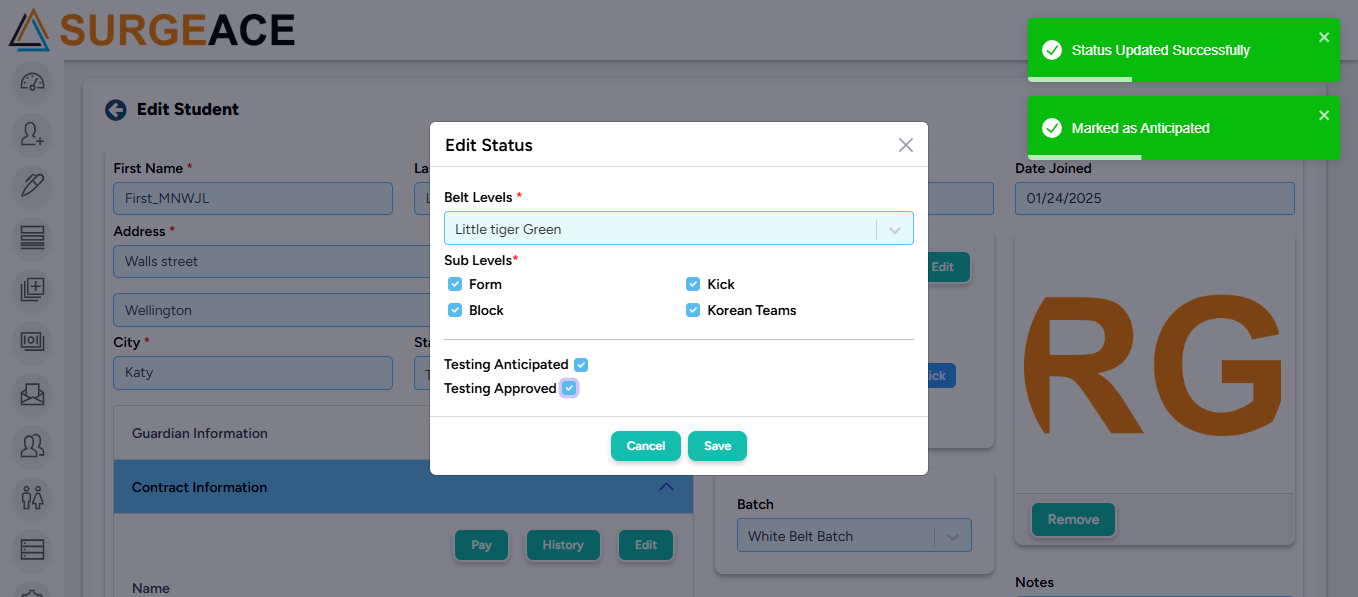 SURGEACE
Status Updated Successfully
Marked as Anticipated
Edit Student
Edit Status
First Name *
La
Date Joined
First_MNWJL
L
01/24/2025
Belt Levels *
Little tiger Green
Address *
Walls street
Sub Levels*
Form
Kick
Block
Korean Teams
Edit
Wellington
City *
Sta
Katy
T
Testing Anticipated
Testing Approved
ick
RG
Cancel
Save
Guardian Information
Contract Information
Batch
White Belt Batch
Remove
Pay
History
Edit
Name
Notes